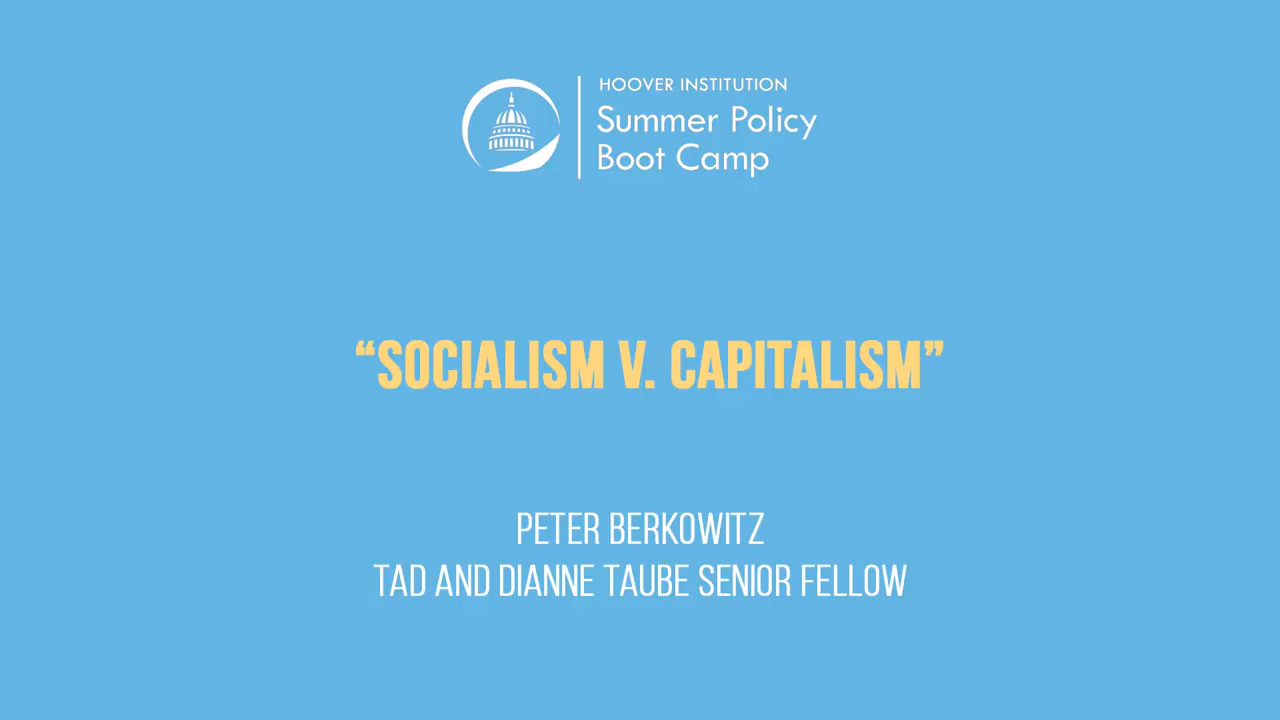 HOOVER INSTITUTION
Summer Policy
Boot Camp
“SOCIALISM V. CAPITALISM”
PETER BERKOWITZ
TAD AND DIANNE TAUBE SENIOR FELLOW